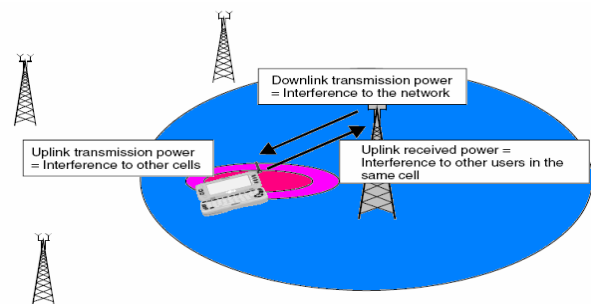 Downlink transmission power
= Interference to the network
Uplink transmission power
= Interference to other cells
Uplink received power =
Interference to other users in the
same cell